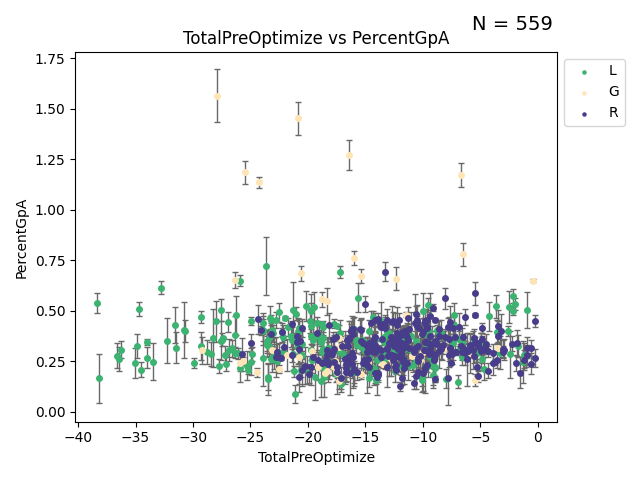 N = 559
TotalPreOptimize vs PercentGpA
1.75
1.50
1.25
1.00
0.75
0.50
0.25
0.00
PercentGpA
−40
−35
−30
−25
−20
−15
−10
−5
0
TotalPreOptimize
L
G
R